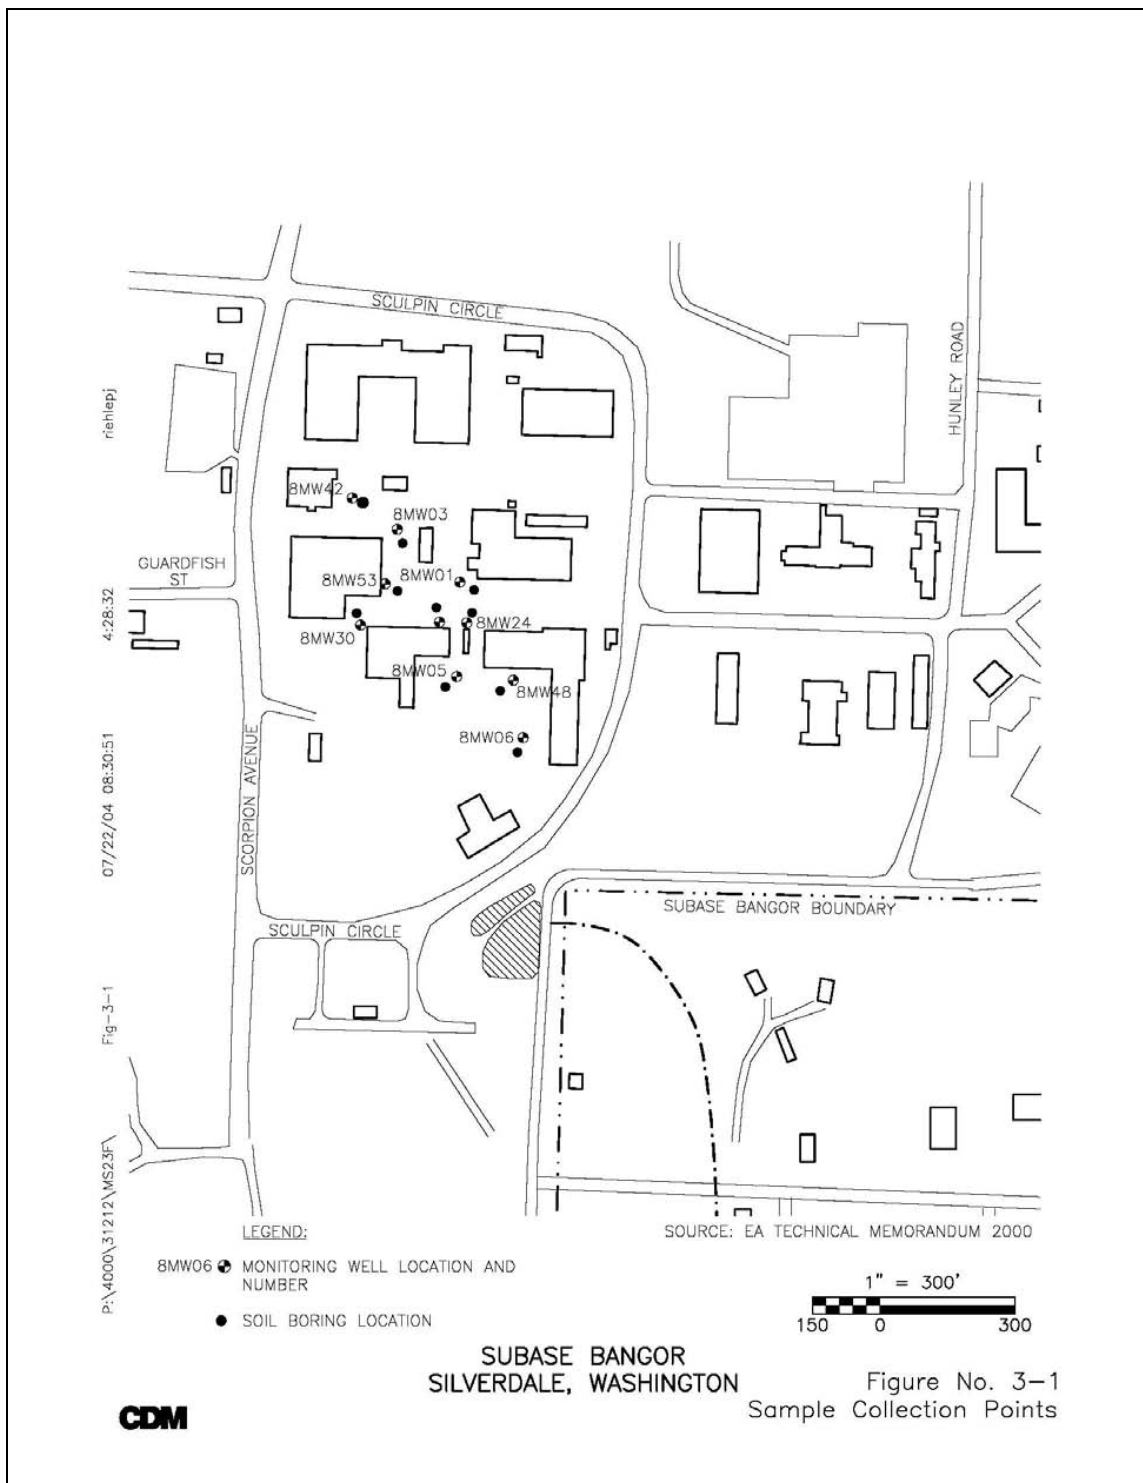 SCULPIN CIRCLE
HUNLEY ROAD
riehlepj
8MW42
8MW03
GUARDFISH
ST
8MW53
8MW01
4:28:32
8MW30
8MW24
8MW05
8MW48
8MW06
07/22/04 08:30:51
SCORPION AVENUE
SUBASE BANGOR BOUNDARY
SCULPIN CIRCLE
Fig-3-1
P:\4000\31212\MS23F\
LEGEND:
SOURCE: EA TECHNICAL MEMORANDUM 2000
8MW06 MONITORING WELL LOCATION AND
NUMBER
SOIL BORING LOCATION
1" = 300'
150 0 300
SUBASE BANGOR
SILVERDALE, WASHINGTON
Figure No. 3-1
Sample Collection Points
CDM